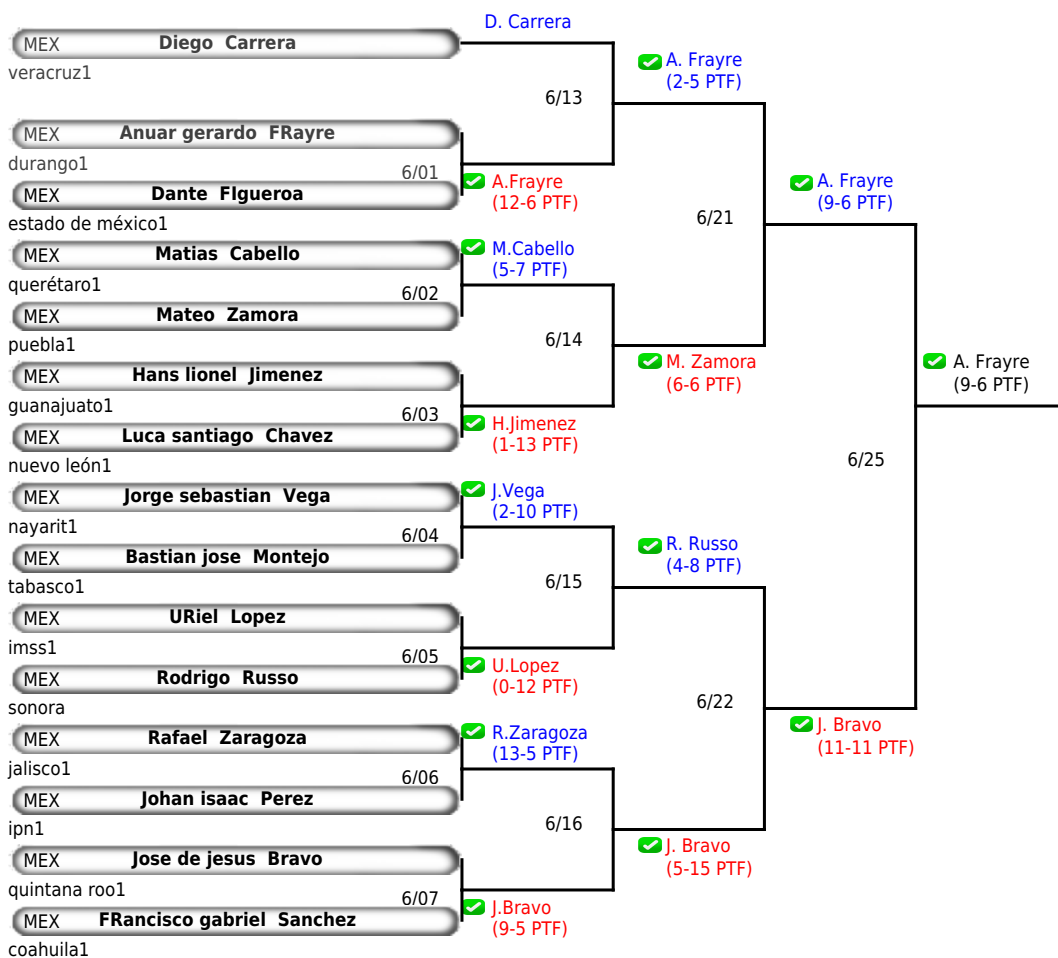 D. Carrera
MEX Diego Carrera
veracruz1
A. Frayre
(2-5 PTF)
6/13
MEX Anuar gerardo FRayre
durango1
6/01
A.Frayre
(12-6 PTF)
MEX Dante FIgueroa
estado de méxico1
A. Frayre
(9-6 PTF)
6/21
MEX Matias Cabello
querétaro1
M.Cabello
(5-7 PTF)
6/02
MEX Mateo Zamora
puebla1
6/14
M. Zamora
(6-6 PTF)
A. Frayre
(9-6 PTF)
MEX Hans lionel Jimenez
guanajuato1
6/03
H.Jimenez
(1-13 PTF)
MEX Luca santiago Chavez
nuevo león1
6/25
MEX Jorge sebastian Vega
nayarit1
J.Vega
(2-10 PTF)
6/04
MEX Bastian jose Montejo
tabasco1
R. Russo
(4-8 PTF)
6/15
MEX URiel Lopez
imss1
6/05
U.Lopez
(0-12 PTF)
MEX Rodrigo Russo
sonora
6/22
J. Bravo
(11-11 PTF)
MEX Rafael Zaragoza
jalisco1
R.Zaragoza
(13-5 PTF)
6/06
MEX Johan isaac Perez
ipn1
6/16
J. Bravo
(5-15 PTF)
MEX Jose de jesus Bravo
quintana roo1
6/07
J.Bravo
(9-5 PTF)
MEX FRancisco gabriel Sanchez
coahuila1